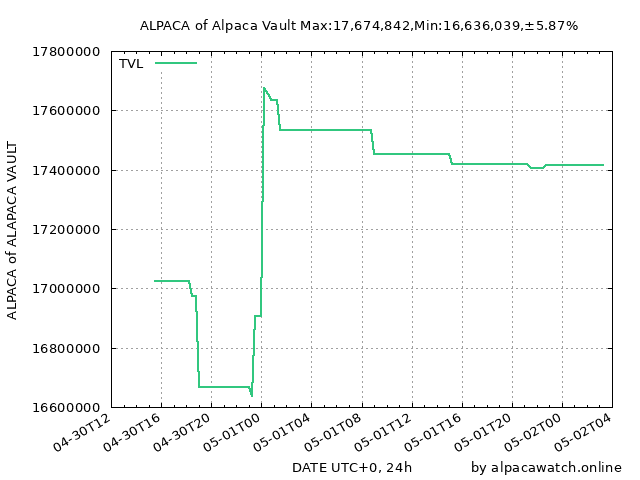 ALPACA of Alpaca Vault Max:17,674,842,Min:16,636,039,±5.87%
17800000
TVL
17600000
17400000
17200000
17000000
16800000
16600000
ALPACA of ALAPACA VAULT
04-30T12
04-30T16
04-30T20
05-01T00
05-01T04
05-01T08
05-01T12
05-01T16
05-01T20
05-02T00
05-02T04
DATE UTC+0, 24h
by alpacawatch.online